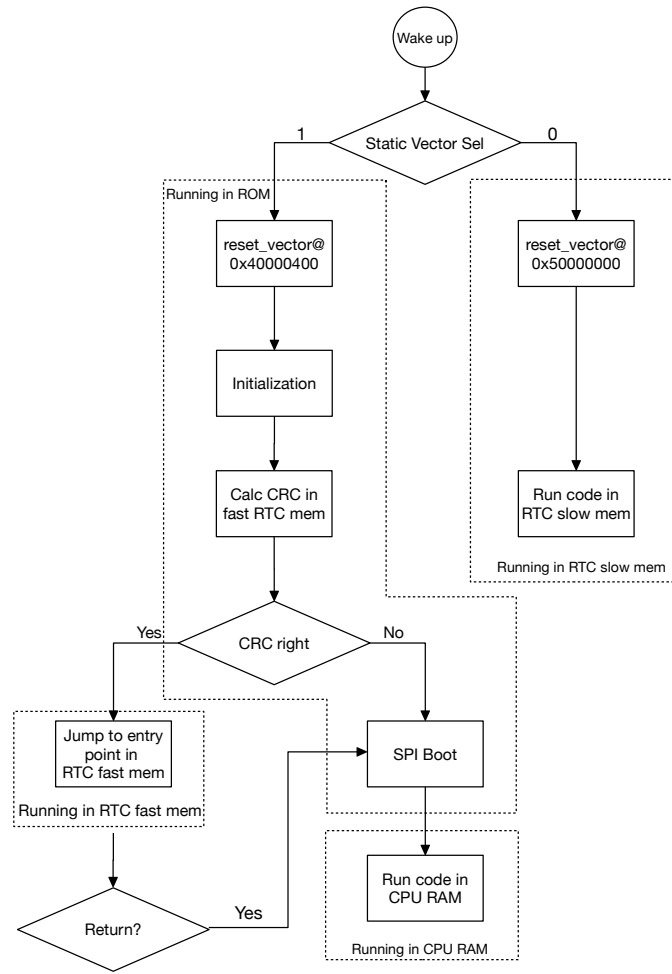 Wake up
1
Static Vector Sel
0
Running in ROM
reset_vector@
0x40000400
reset_vector@
0x50000000
Initialization
Calc CRC in
fast RTC mem
Run code in
RTC slow mem
Running in RTC slow mem
Yes
CRC right
No
Jump to entry
point in
RTC fast mem
SPI Boot
Running in RTC fast mem
Run code in
CPU RAM
Yes
Return?
Running in CPU RAM